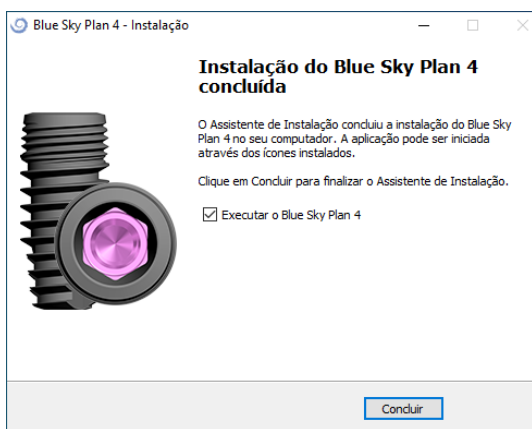 Blue Sky Plan 4 - Instalação
Instalação do Blue Sky Plan 4
concluída
O Assistente de Instalação concluiu a instalação do Blue Sky
Plan 4 no seu computador. A aplicação pode ser iniciada
através dos ícones instalados.
Clique em Concluir para finalizar o Assistente de Instalação.
Executar o Blue Sky Plan 4
Concluir